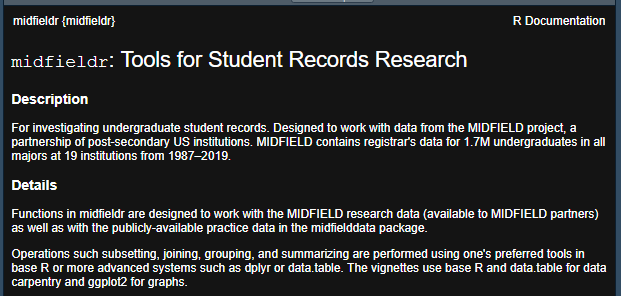 midfieldr {midfieldr} R Documentation
midfieldr: Tools for Student Records Research
Description
For investigating undergraduate student records. Designed to work with data from the MIDFIELD project, a
partnership of post-secondary US institutions. MIDFIELD contains registrar's data for 1.7M undergraduates in all
majors at 19 institutions from 1987–2019.
Details
Functions in midfieldr are designed to work with the MIDFIELD research data (available to MIDFIELD partners)
as well as with the publicly-available practice data in the midfielddata package.
Operations such subsetting, joining, grouping, and summarizing are performed using one's preferred tools in
base R or more advanced systems such as dplyr or data.table. The vignettes use base R and data.table for data
carpentry and ggplot2 for graphs.